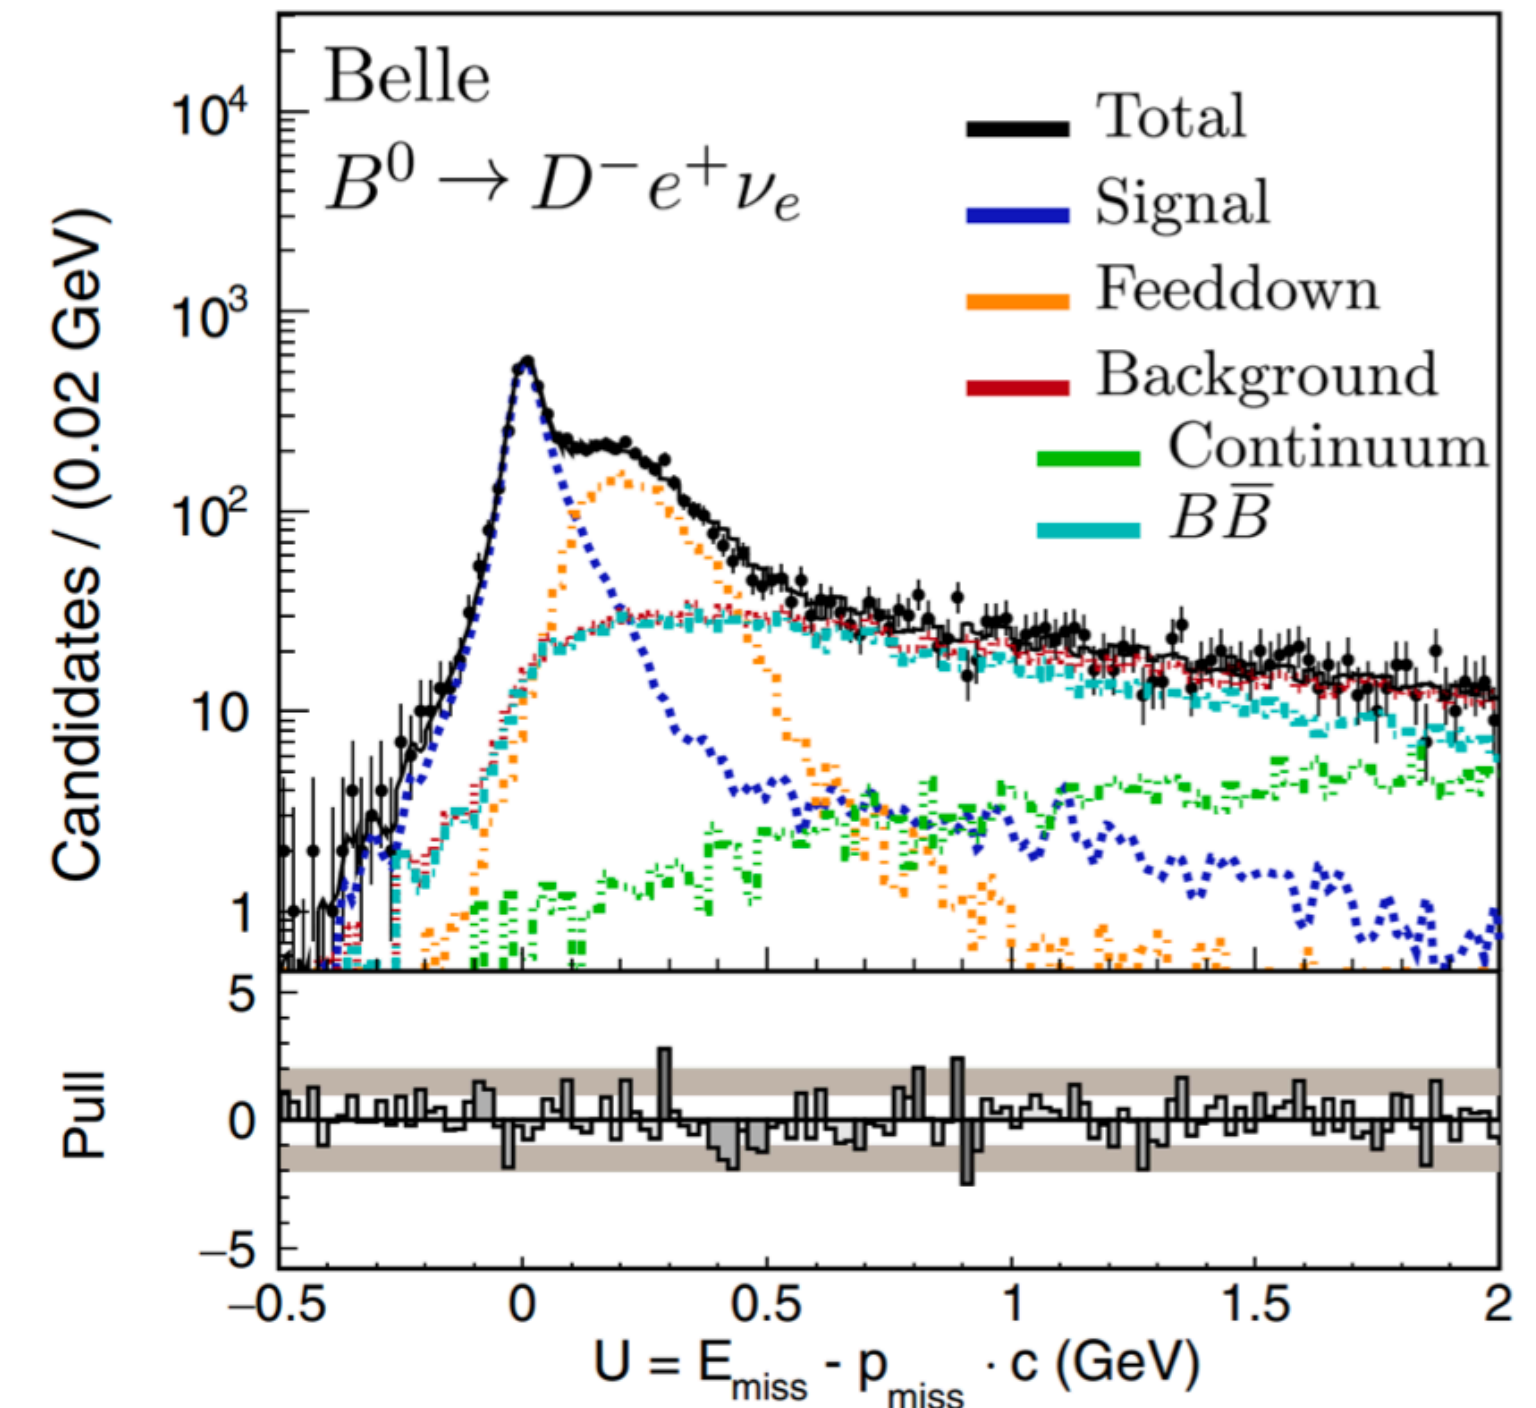 Belle
B⁰ → D⁻e⁺νₑ
Total
Signal
Feeddown
Background
Continuum
BB̅
Candidates / (0.02 GeV)
10⁴
10³
10²
10
1
Pull
5
0
−5
−0.5 0 0.5 1 1.5 2
U = E_miss - p_miss · c (GeV)